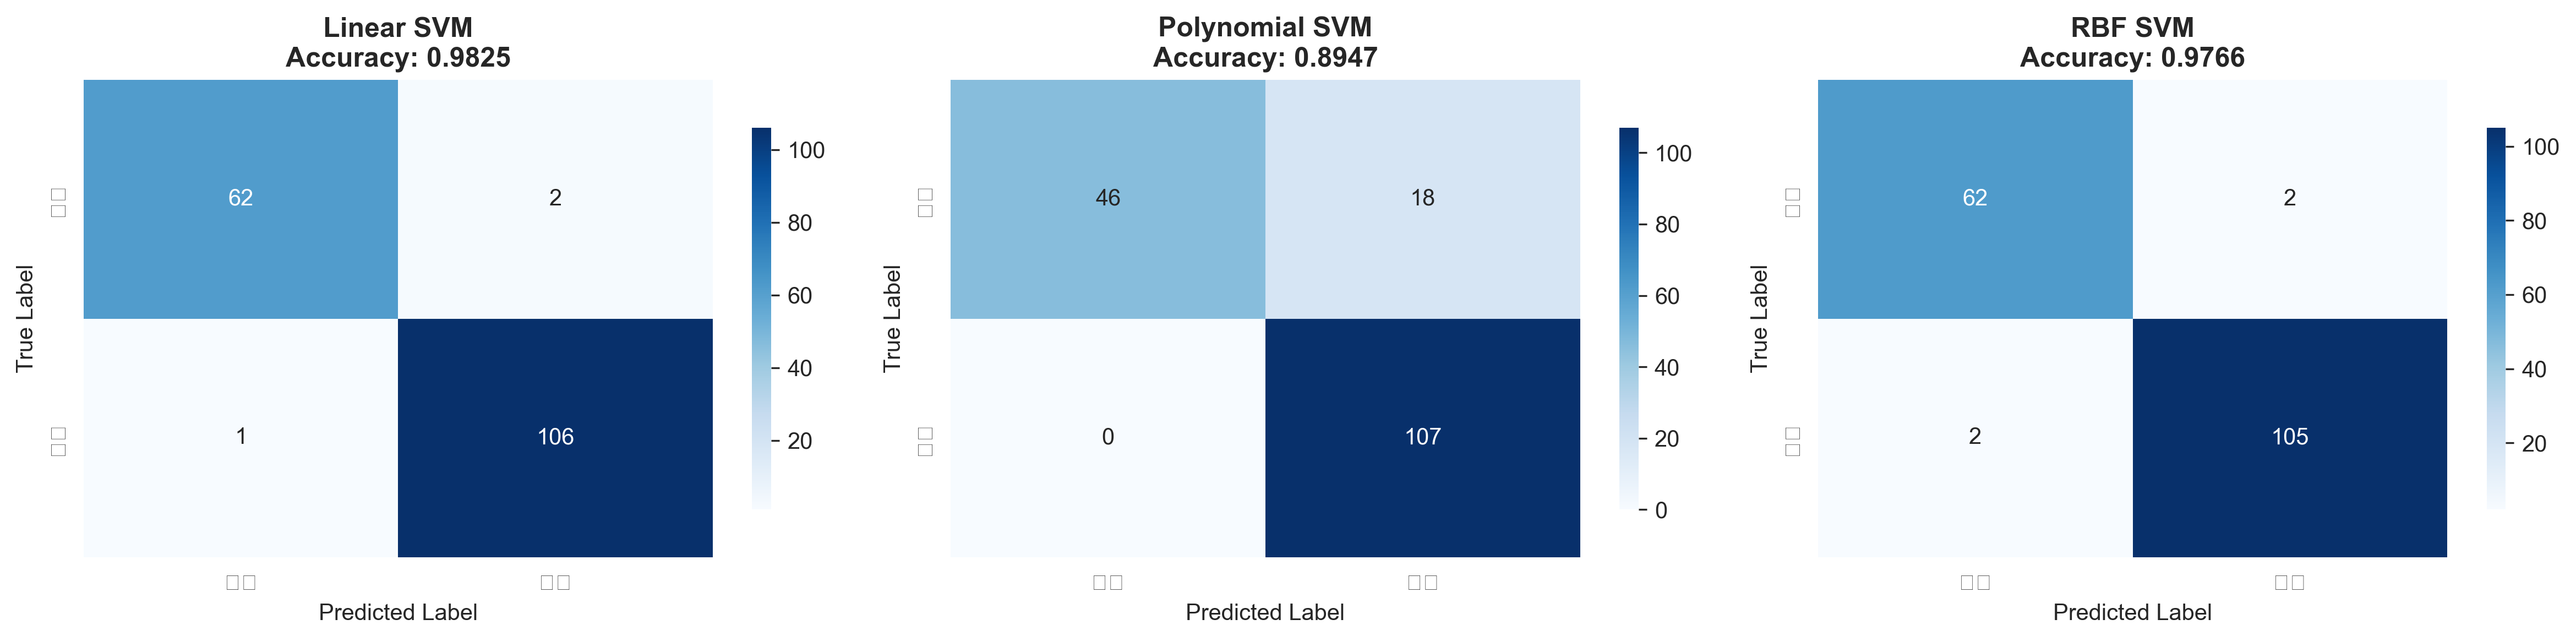 Linear SVM
Accuracy: 0.9825
62
2
1
106
True Label
Predicted Label
100
80
60
40
20
Polynomial SVM
Accuracy: 0.8947
46
18
0
107
True Label
Predicted Label
100
80
60
40
20
0
RBF SVM
Accuracy: 0.9766
62
2
2
105
True Label
Predicted Label
100
80
60
40
20